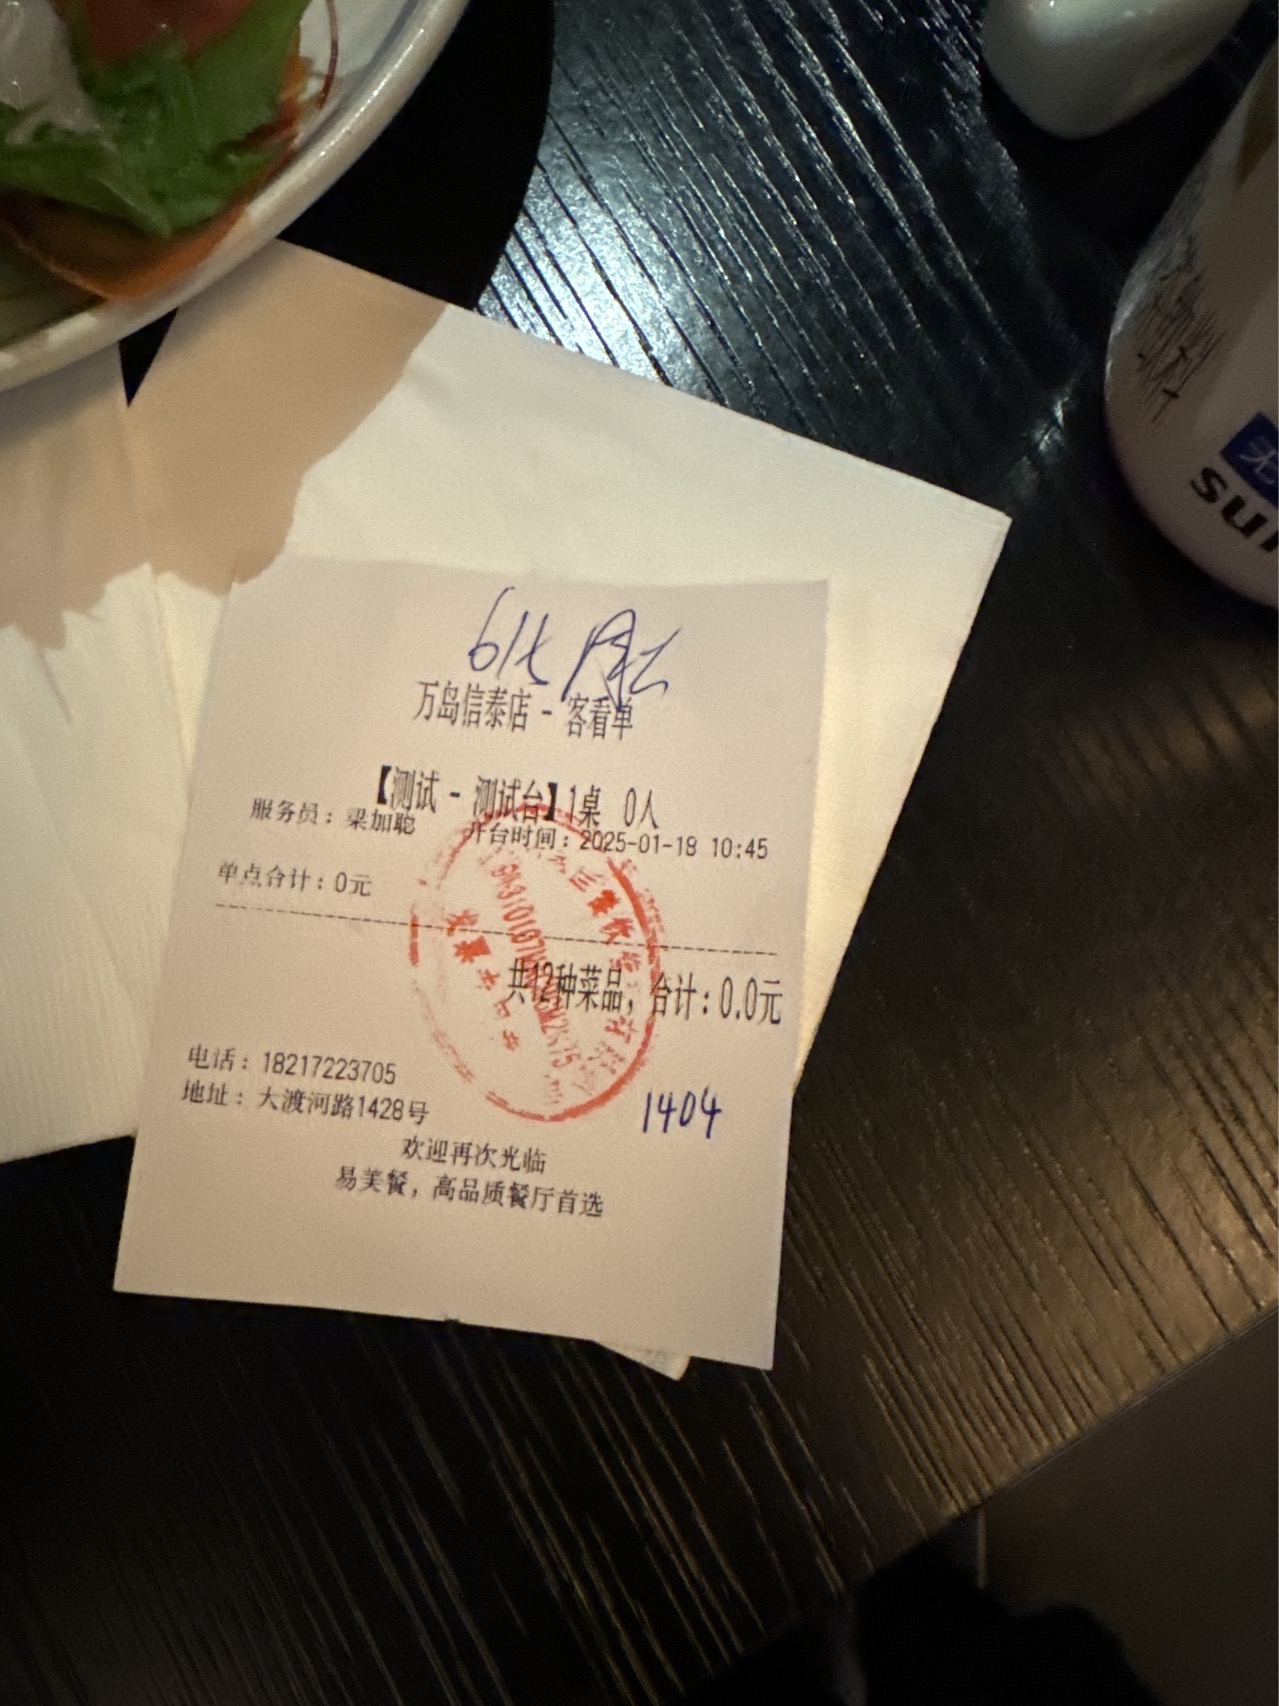 万岛信泰店 - 客看单
【测试 - 测试台】1桌 0人
服务员：梁加聪 开台时间：2025-01-18 10:45
单点合计：0元
共12种菜品，合计：0.0元
电话：18217223705
地址：大渡河路1428号
1404
欢迎再次光临
易美餐，高品质餐厅首选
无
sun